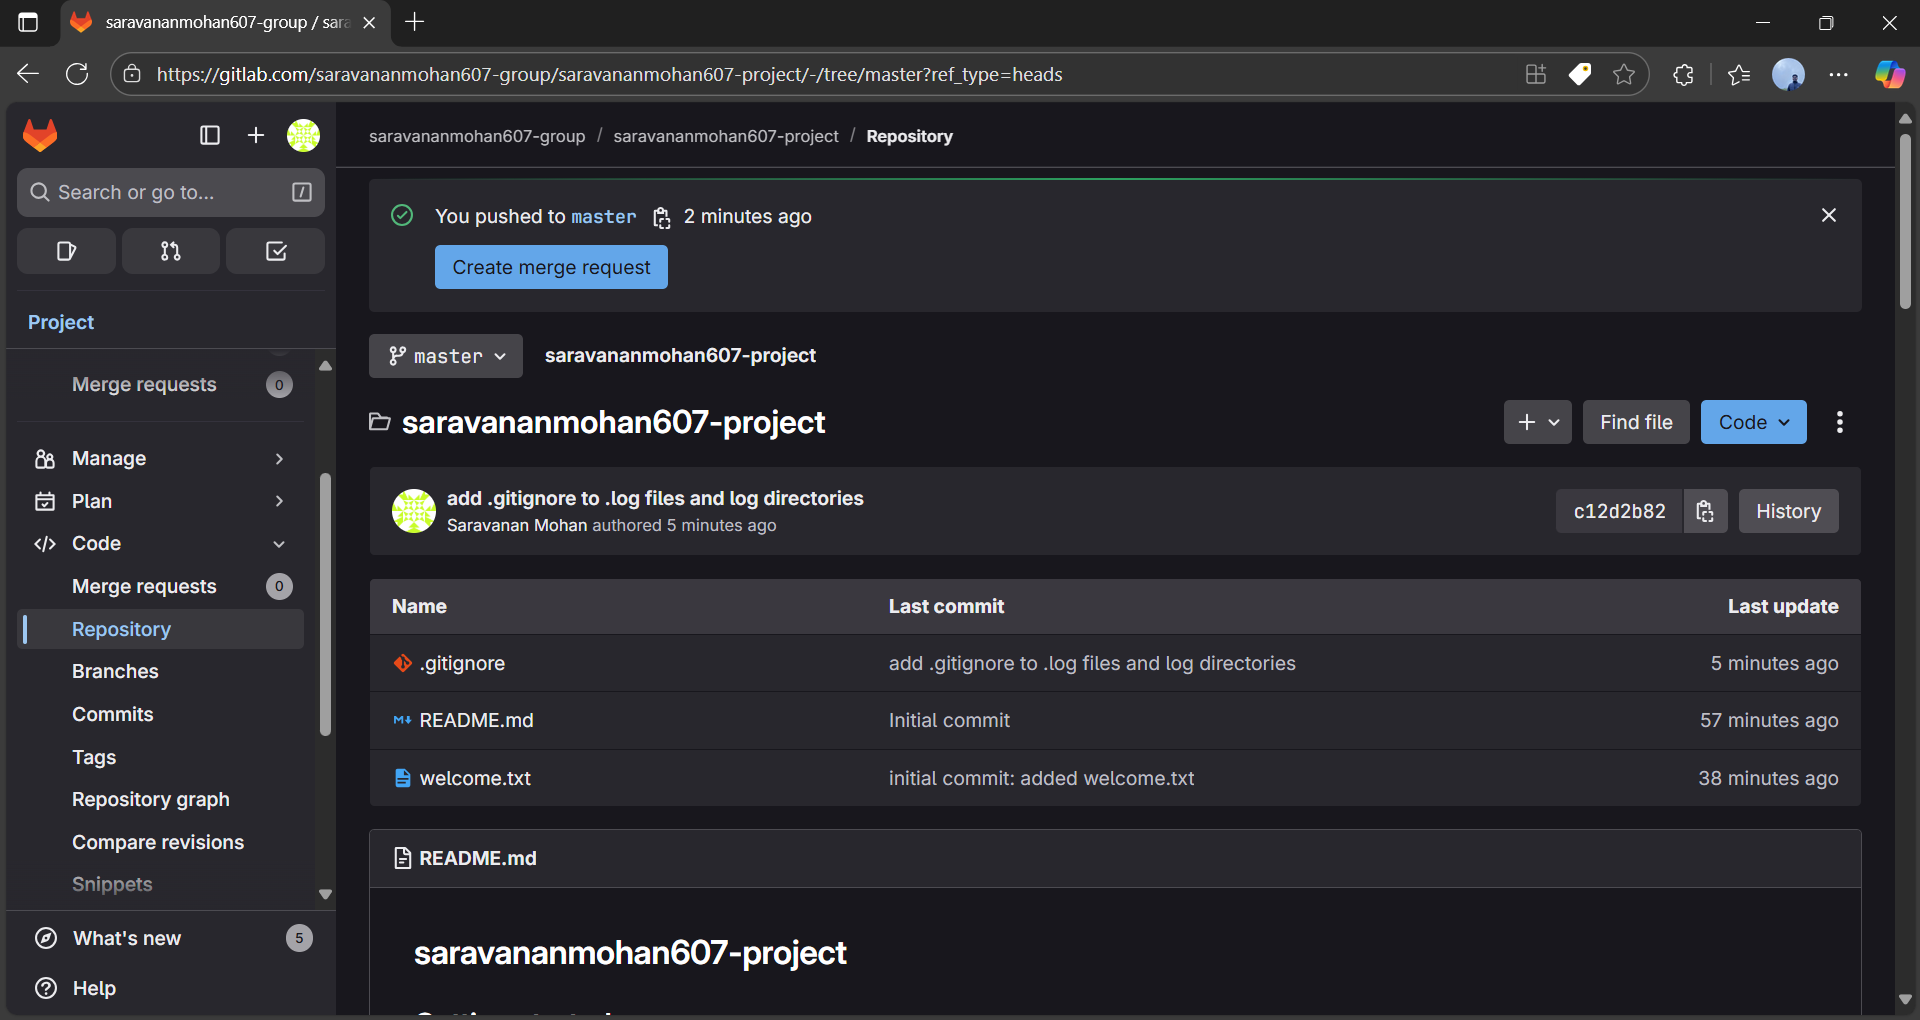 saravananmohan607-group / sara
https://gitlab.com/saravananmohan607-group/saravananmohan607-project/-/tree/master?ref_type=heads
saravananmohan607-group / saravananmohan607-project / Repository
Search or go to... /
You pushed to master 2 minutes ago
Create merge request
Project
master saravananmohan607-project
Merge requests 0
saravananmohan607-project
Find file
Code
Manage
Plan
Code
Merge requests 0
Repository
Branches
Commits
Tags
Repository graph
Compare revisions
Snippets
What's new 5
Help
add .gitignore to .log files and log directories
Saravanan Mohan authored 5 minutes ago
c12d2b82
History
Name Last commit Last update
.gitignore add .gitignore to .log files and log directories 5 minutes ago
README.md Initial commit 57 minutes ago
welcome.txt initial commit: added welcome.txt 38 minutes ago
README.md
saravananmohan607-project